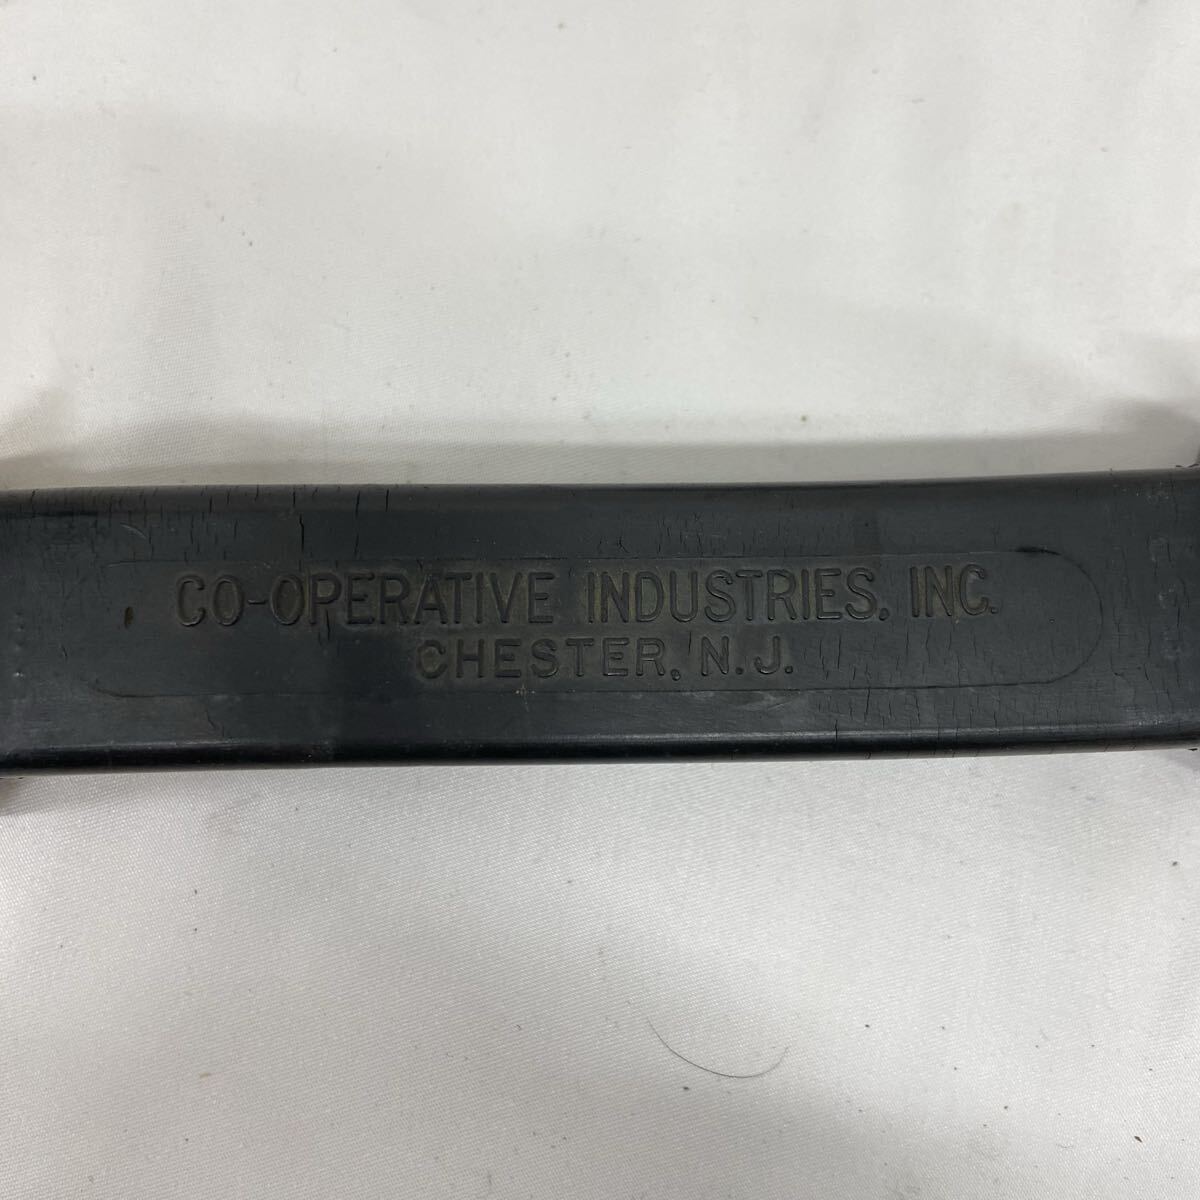 CO-OPERATIVE INDUSTRIES, INC.
CHESTER, N.J.